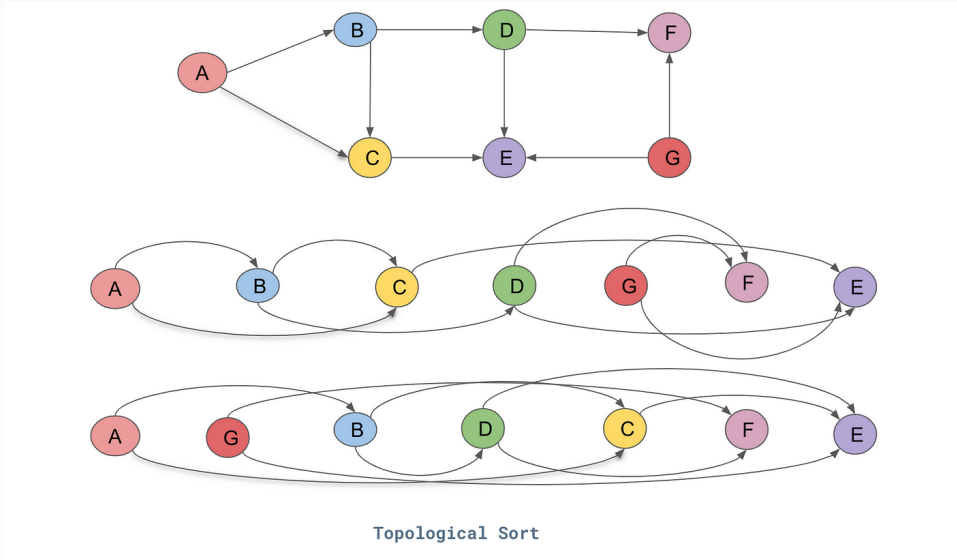 B D F
A
C E G
A B C D G F E
A G B D C F E
Topological Sort